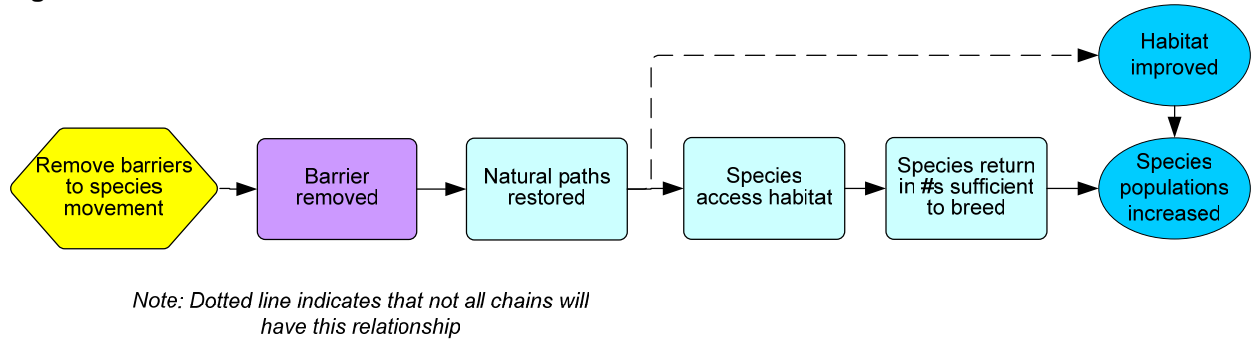 Remove barriers
to species
movement
Barrier
removed
Natural paths
restored
Species
access habitat
Species return
in #s sufficient
to breed
Habitat
improved
Species
populations
increased
Note: Dotted line indicates that not all chains will
have this relationship